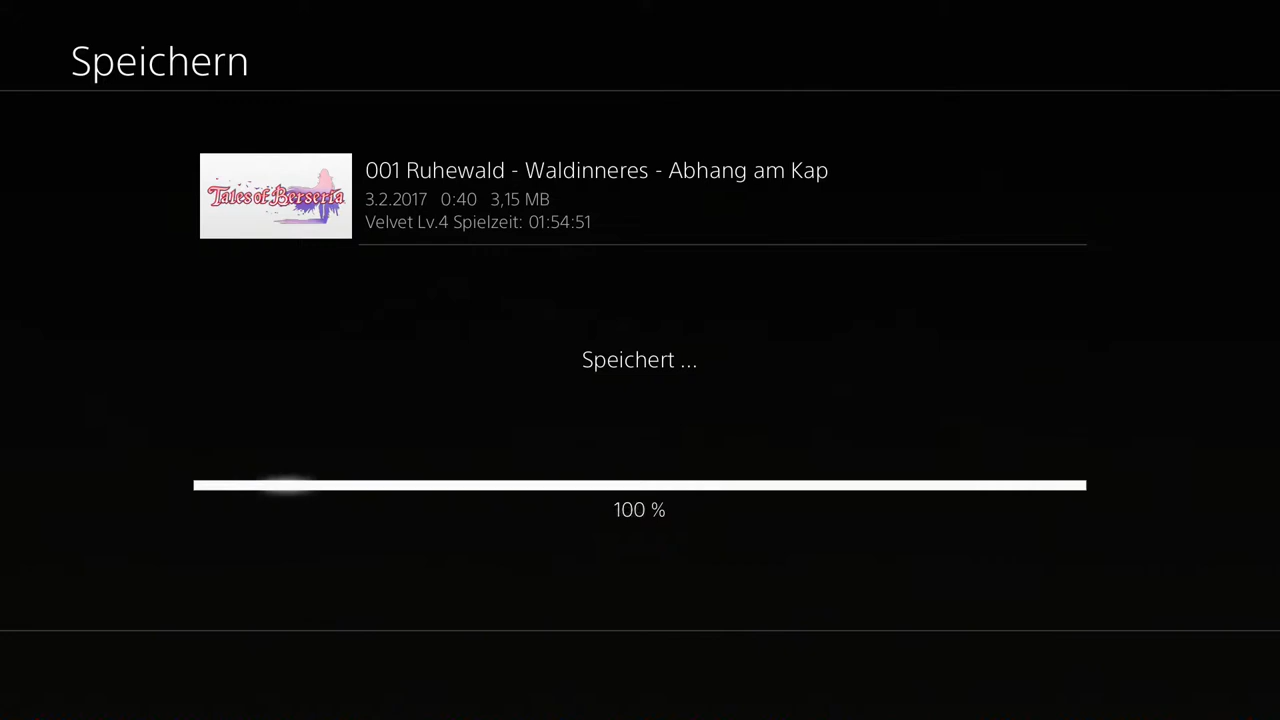 Speichern
Tales of Berseria
001 Ruhewald - Waldinneres - Abhang am Kap
3.2.2017 0:40 3,15 MB
Velvet Lv.4 Spielzeit: 01:54:51
Speichert ...
100 %